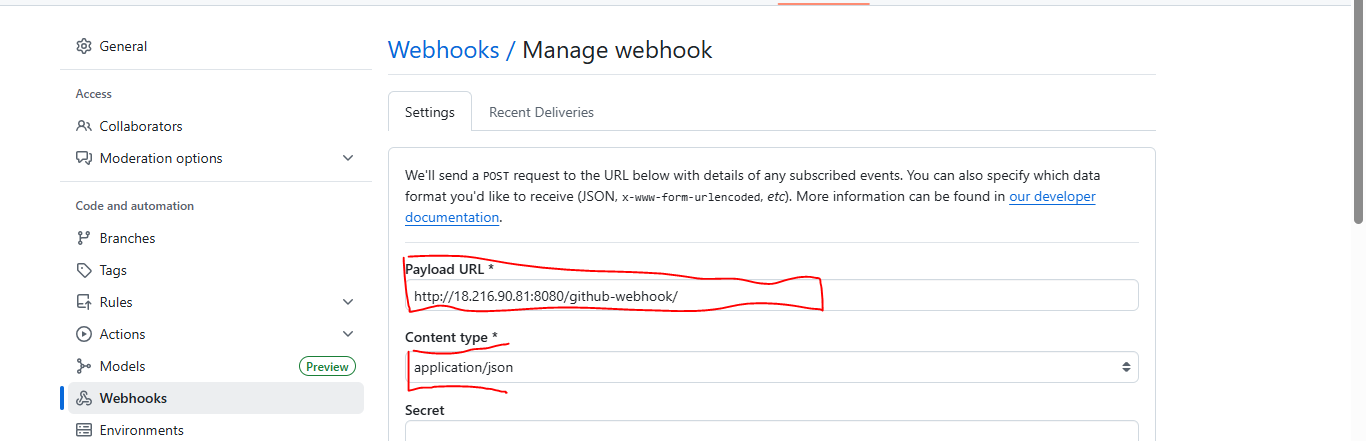 General
Access
Collaborators
Moderation options
Code and automation
Branches
Tags
Rules
Actions
Models
Preview
Webhooks
Environments
Webhooks / Manage webhook
Settings
Recent Deliveries
We'll send a POST request to the URL below with details of any subscribed events. You can also specify which data
format you'd like to receive (JSON, x-www-form-urlencoded, etc). More information can be found in our developer
documentation.
Payload URL *
http://18.216.90.81:8080/github-webhook/
Content type *
application/json
Secret